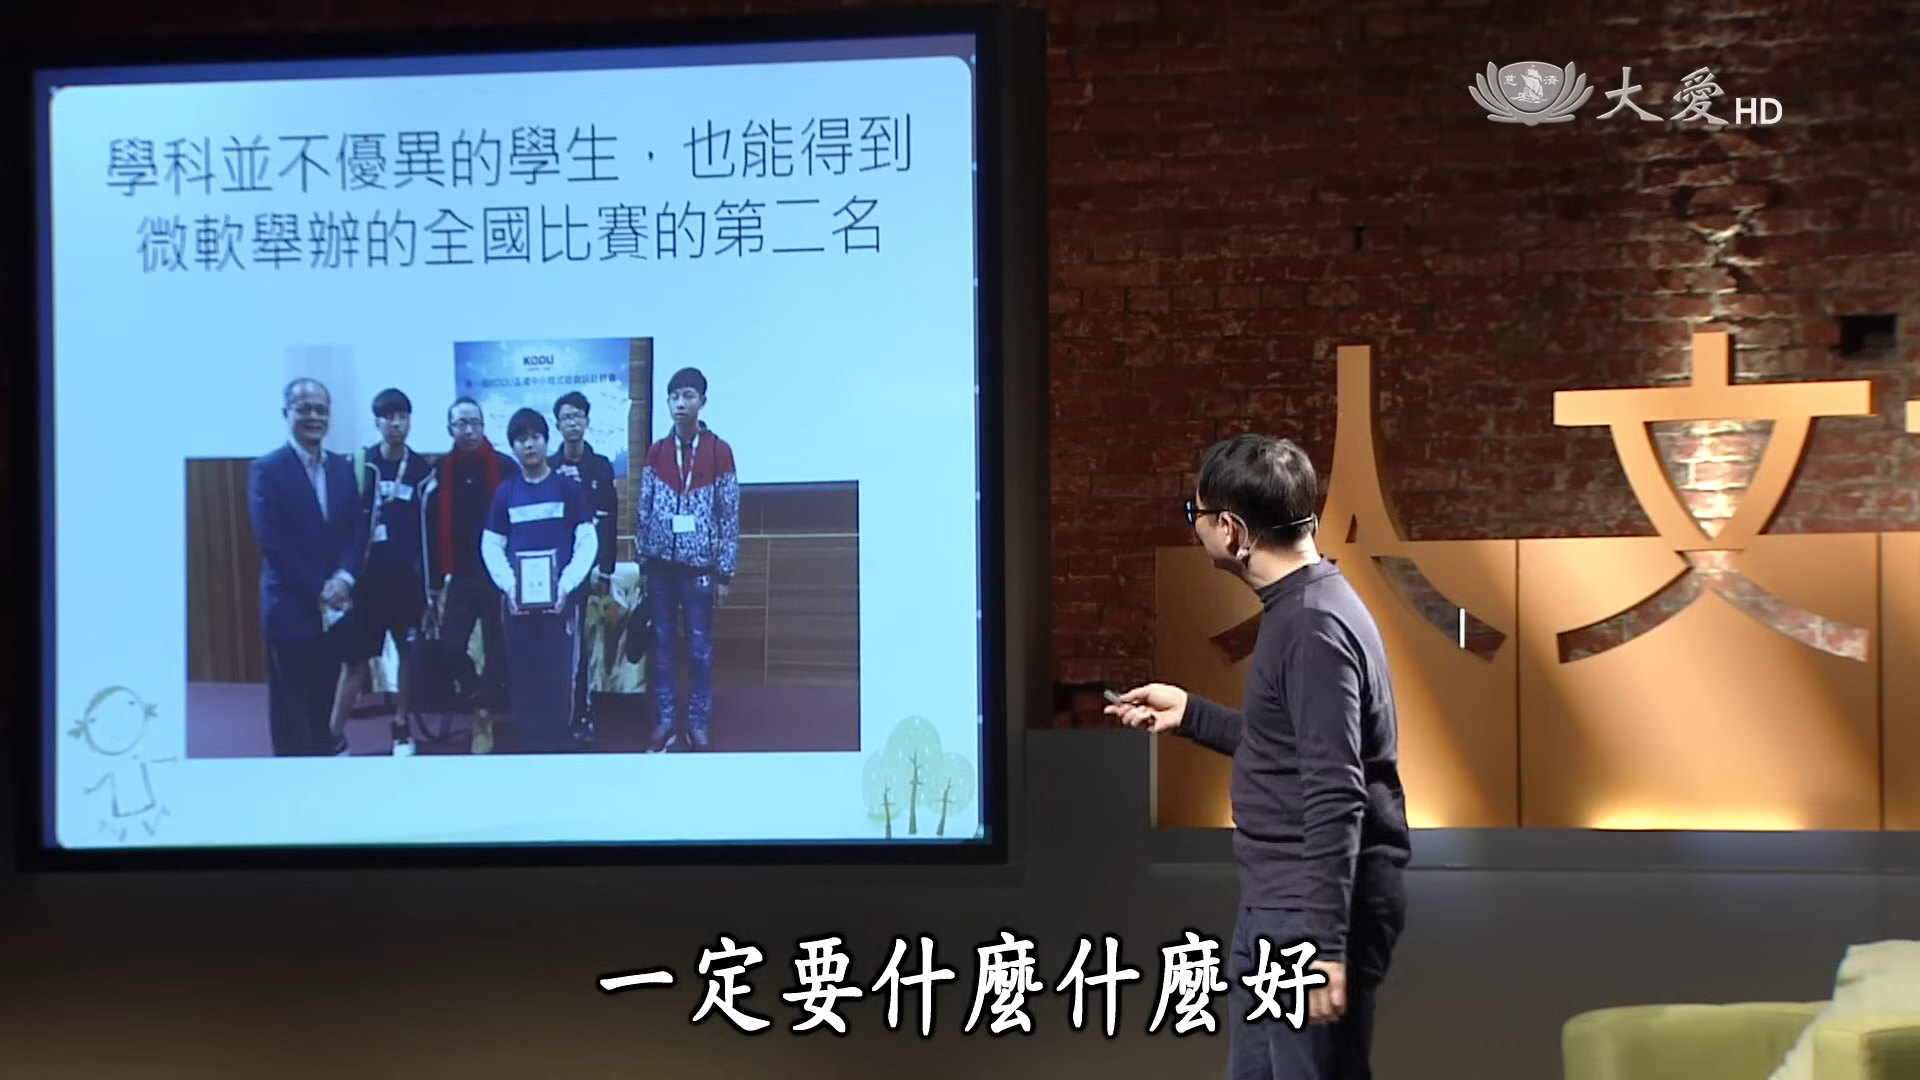 學科並不優異的學生，也能得到
微軟舉辦的全國比賽的第二名
KODU
慈 濟
大愛HD
人文
一定要什麼什麼好